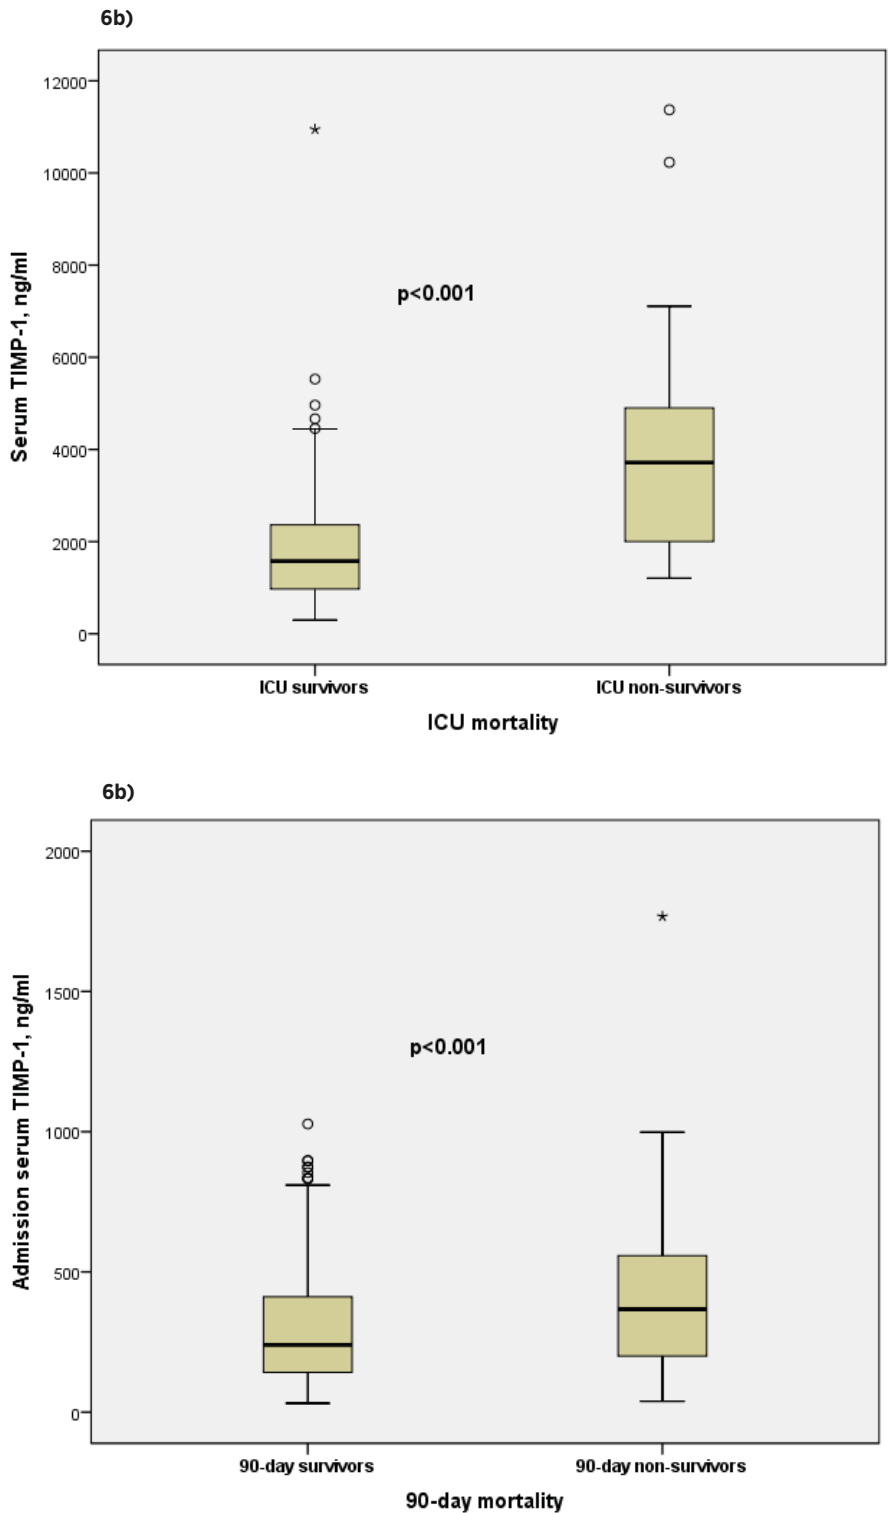 6b)
12000
10000
8000
6000
4000
2000
0
Serum TIMP-1, ng/ml
p<0.001
ICU survivors
ICU non-survivors
ICU mortality
6b)
2000
1500
1000
500
0
Admission serum TIMP-1, ng/ml
p<0.001
90-day survivors
90-day non-survivors
90-day mortality